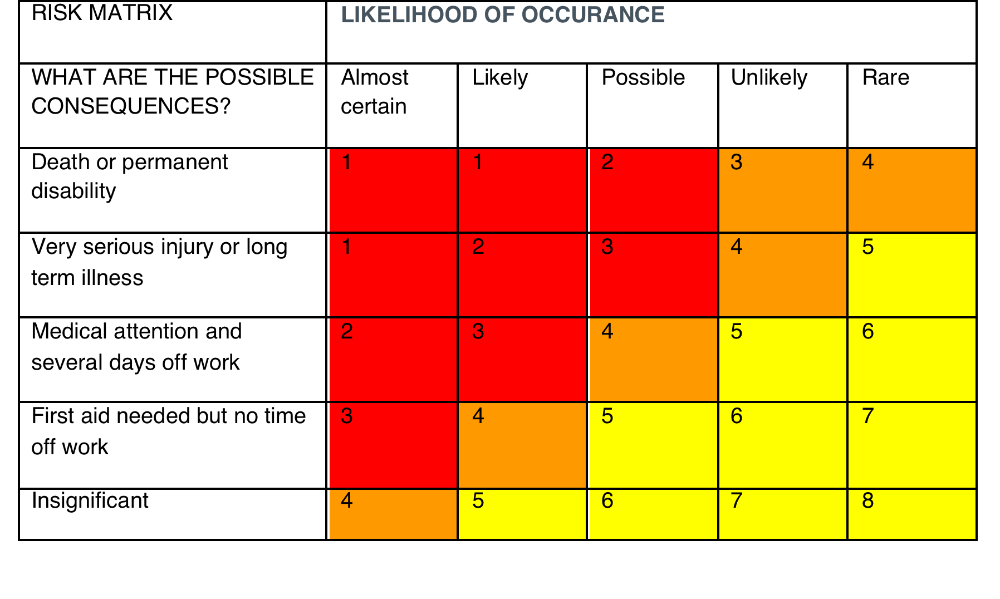 RISK MATRIX
LIKELIHOOD OF OCCURANCE
WHAT ARE THE POSSIBLE
CONSEQUENCES?
Almost
certain
Likely
Possible
Unlikely
Rare
Death or permanent
disability
1
1
2
3
4
Very serious injury or long
term illness
1
2
3
4
5
Medical attention and
several days off work
2
3
4
5
6
First aid needed but no time
off work
3
4
5
6
7
Insignificant
4
5
6
7
8